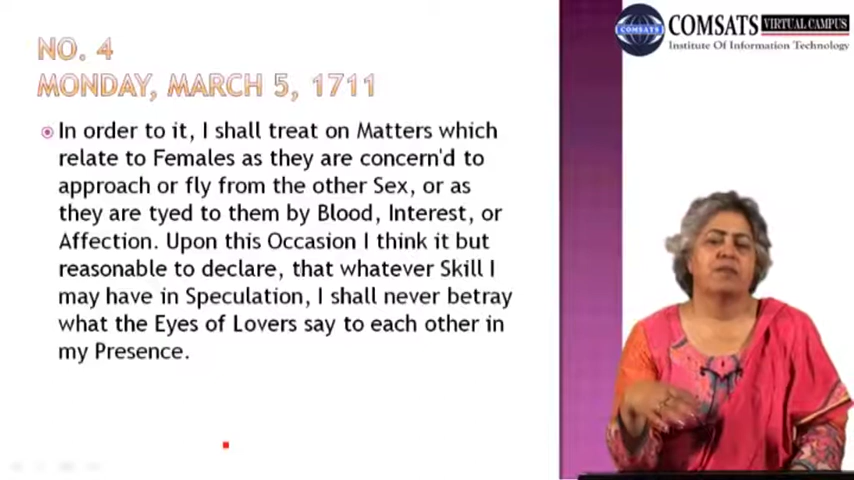 COMSATS VIRTUAL CAMPUS
COMSATS
Institute Of Information Technology
NO. 4
MONDAY, MARCH 5, 1711
In order to it, I shall treat on Matters which
relate to Females as they are concern'd to
approach or fly from the other Sex, or as
they are tyed to them by Blood, Interest, or
Affection. Upon this Occasion I think it but
reasonable to declare, that whatever Skill I
may have in Speculation, I shall never betray
what the Eyes of Lovers say to each other in
my Presence.